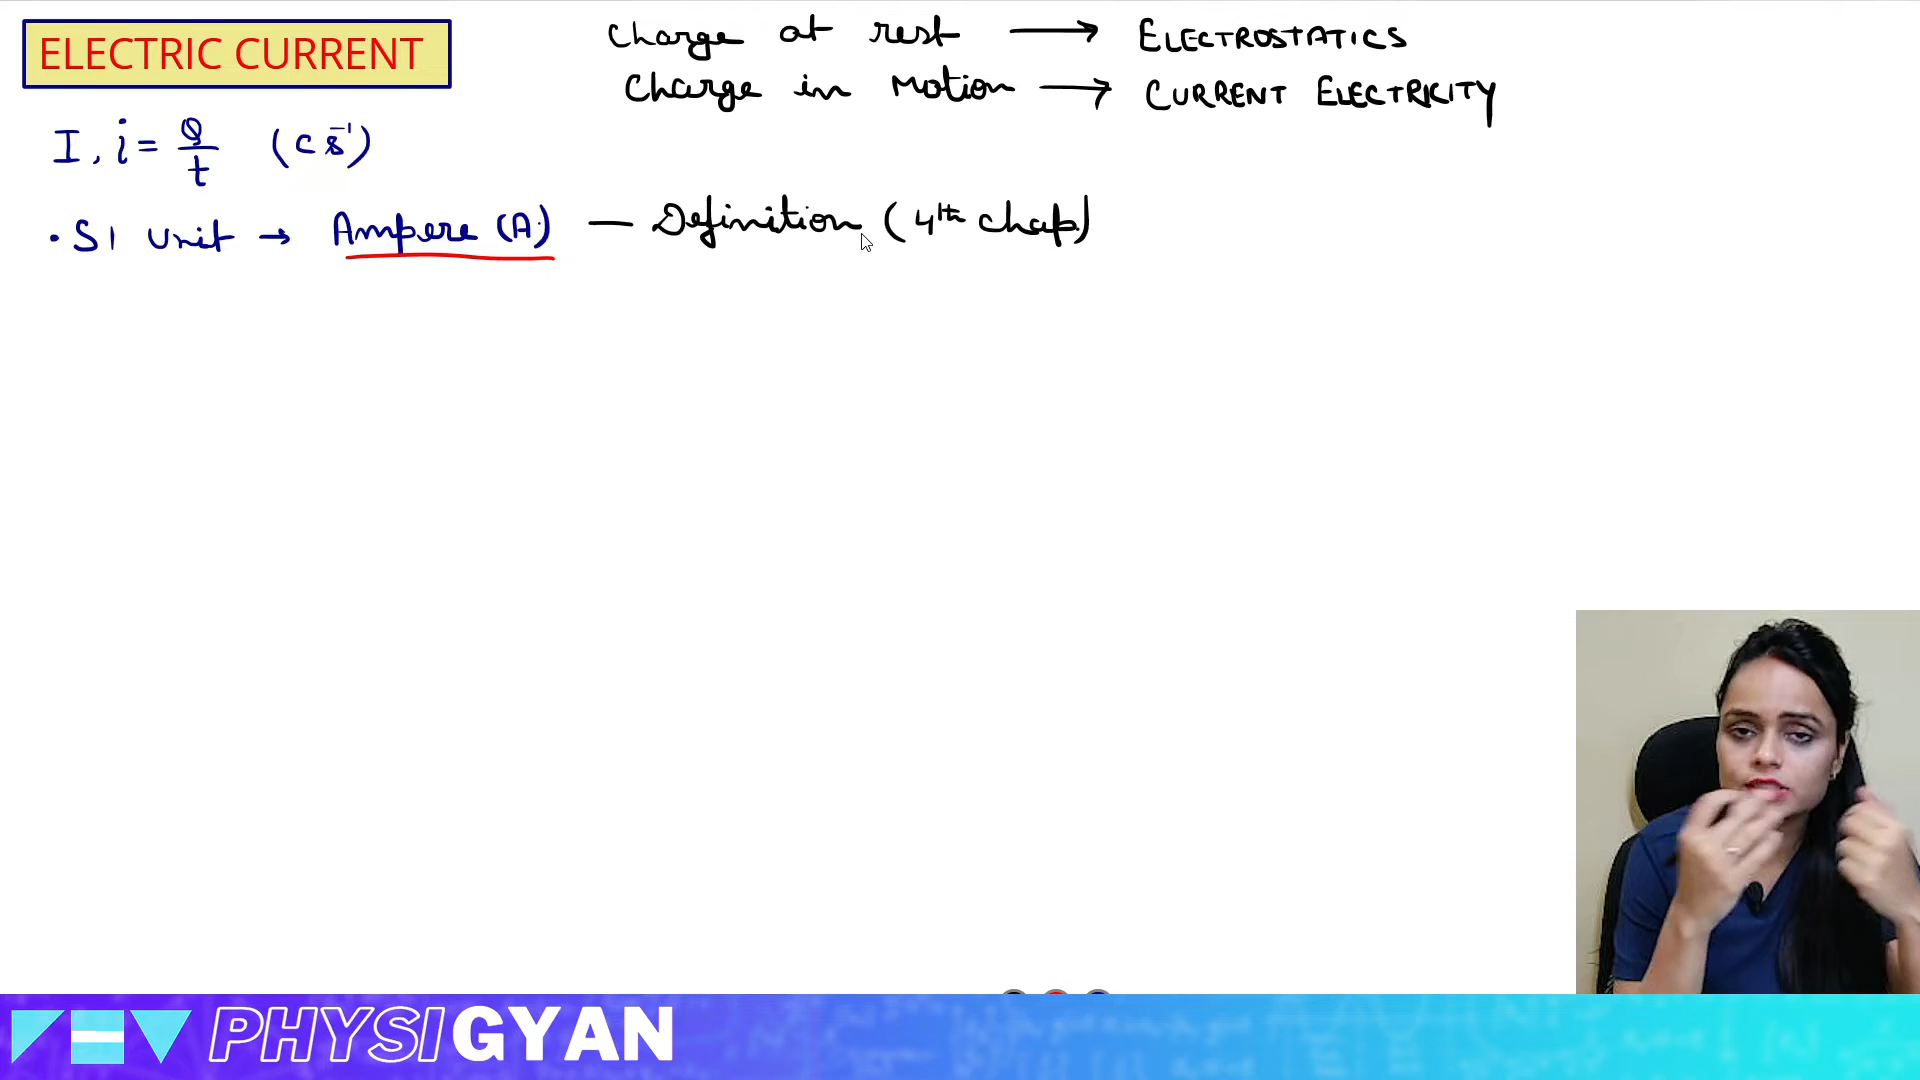 ELECTRIC CURRENT
Charge at rest → ELECTROSTATICS
Charge in Motion → CURRENT ELECTRICITY
I, i = Q/t (C s⁻¹)
• SI Unit → Ampere (A) — Definition (4th chap)
PHYSIGYAN